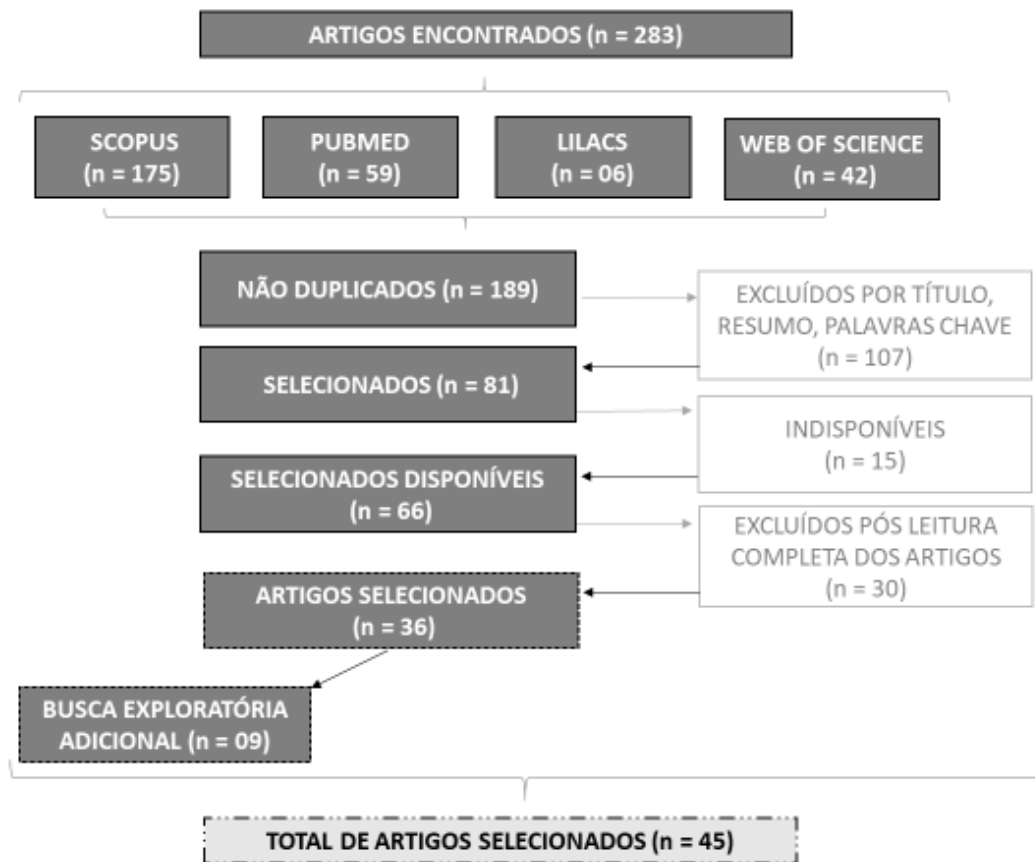 ARTIGOS ENCONTRADOS (n = 283)
SCOPUS
(n = 175)
PUBMED
(n = 59)
LILACS
(n = 06)
WEB OF SCIENCE
(n = 42)
NÃO DUPLICADOS (n = 189)
EXCLUÍDOS POR TÍTULO,
RESUMO, PALAVRAS CHAVE
(n = 107)
SELECIONADOS (n = 81)
INDISPONÍVEIS
(n = 15)
SELECIONADOS DISPONÍVEIS
(n = 66)
EXCLUÍDOS PÓS LEITURA
COMPLETA DOS ARTIGOS
(n = 30)
ARTIGOS SELECIONADOS
(n = 36)
BUSCA EXPLORATÓRIA
ADICIONAL (n = 09)
TOTAL DE ARTIGOS SELECIONADOS (n = 45)